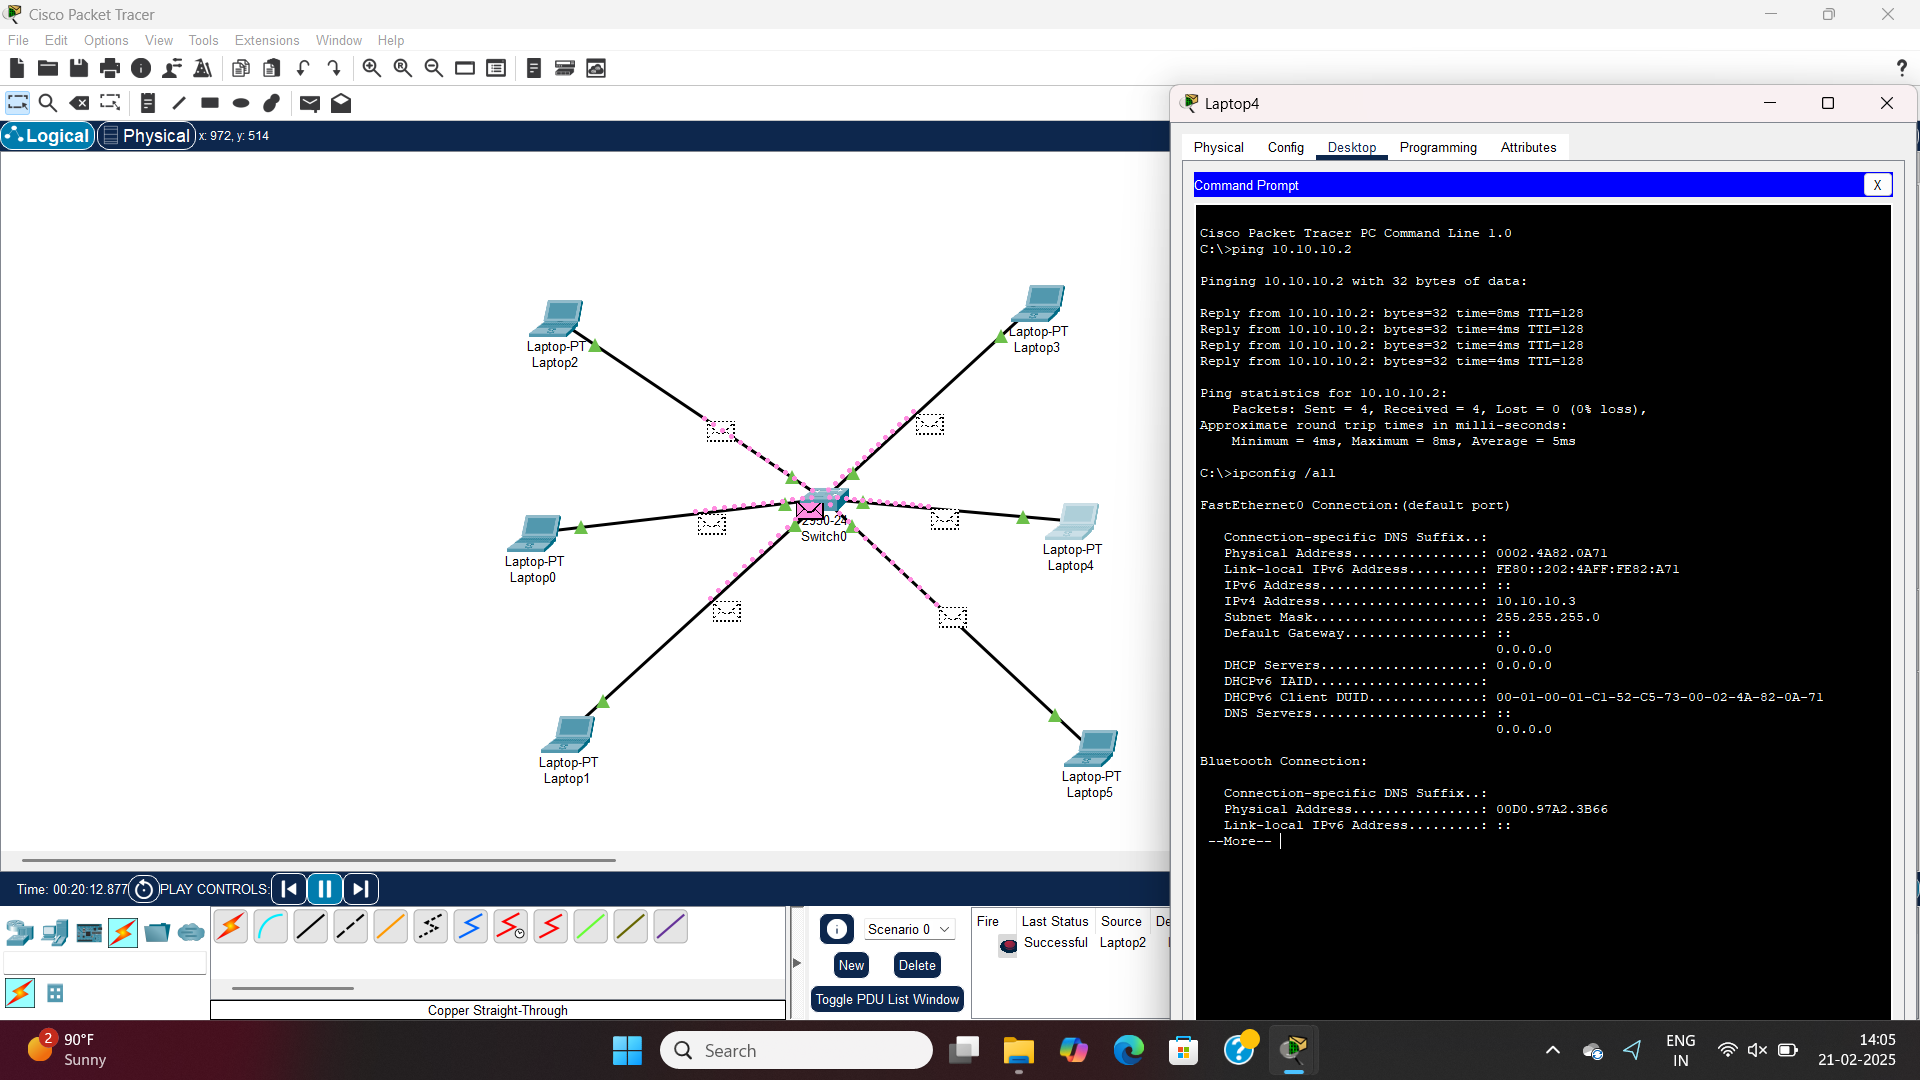 Cisco Packet Tracer
File Edit Options View Tools Extensions Window Help
?
Logical Physical x: 972, y: 514
Laptop-PT
Laptop2
Laptop-PT
Laptop3
Laptop-PT
Laptop0
2950-24
Switch0
Laptop-PT
Laptop4
Laptop-PT
Laptop1
Laptop-PT
Laptop5
Time: 00:20:12.877 PLAY CONTROLS:
Copper Straight-Through
Scenario 0
New Delete
Toggle PDU List Window
Fire Last Status Source De
Successful Laptop2
Laptop4
Physical Config Desktop Programming Attributes
Command Prompt X
Cisco Packet Tracer PC Command Line 1.0
C:\>ping 10.10.10.2
Pinging 10.10.10.2 with 32 bytes of data:
Reply from 10.10.10.2: bytes=32 time=8ms TTL=128
Reply from 10.10.10.2: bytes=32 time=4ms TTL=128
Reply from 10.10.10.2: bytes=32 time=4ms TTL=128
Reply from 10.10.10.2: bytes=32 time=4ms TTL=128
Ping statistics for 10.10.10.2:
Packets: Sent = 4, Received = 4, Lost = 0 (0% loss),
Approximate round trip times in milli-seconds:
Minimum = 4ms, Maximum = 8ms, Average = 5ms
C:\>ipconfig /all
FastEthernet0 Connection:(default port)
Connection-specific DNS Suffix..:
Physical Address................: 0002.4A82.0A71
Link-local IPv6 Address.........: FE80::202:4AFF:FE82:A71
IPv6 Address....................: ::
IPv4 Address....................: 10.10.10.3
Subnet Mask.....................: 255.255.255.0
Default Gateway.................: ::
0.0.0.0
DHCP Servers....................: 0.0.0.0
DHCPv6 IAID.....................:
DHCPv6 Client DUID..............: 00-01-00-01-C1-52-C5-73-00-02-4A-82-0A-71
DNS Servers.....................: ::
0.0.0.0
Bluetooth Connection:
Connection-specific DNS Suffix..:
Physical Address................: 00D0.97A2.3B66
Link-local IPv6 Address.........: ::
--More--
2
90°F
Sunny
Search
ENG
IN
14:05
21-02-2025